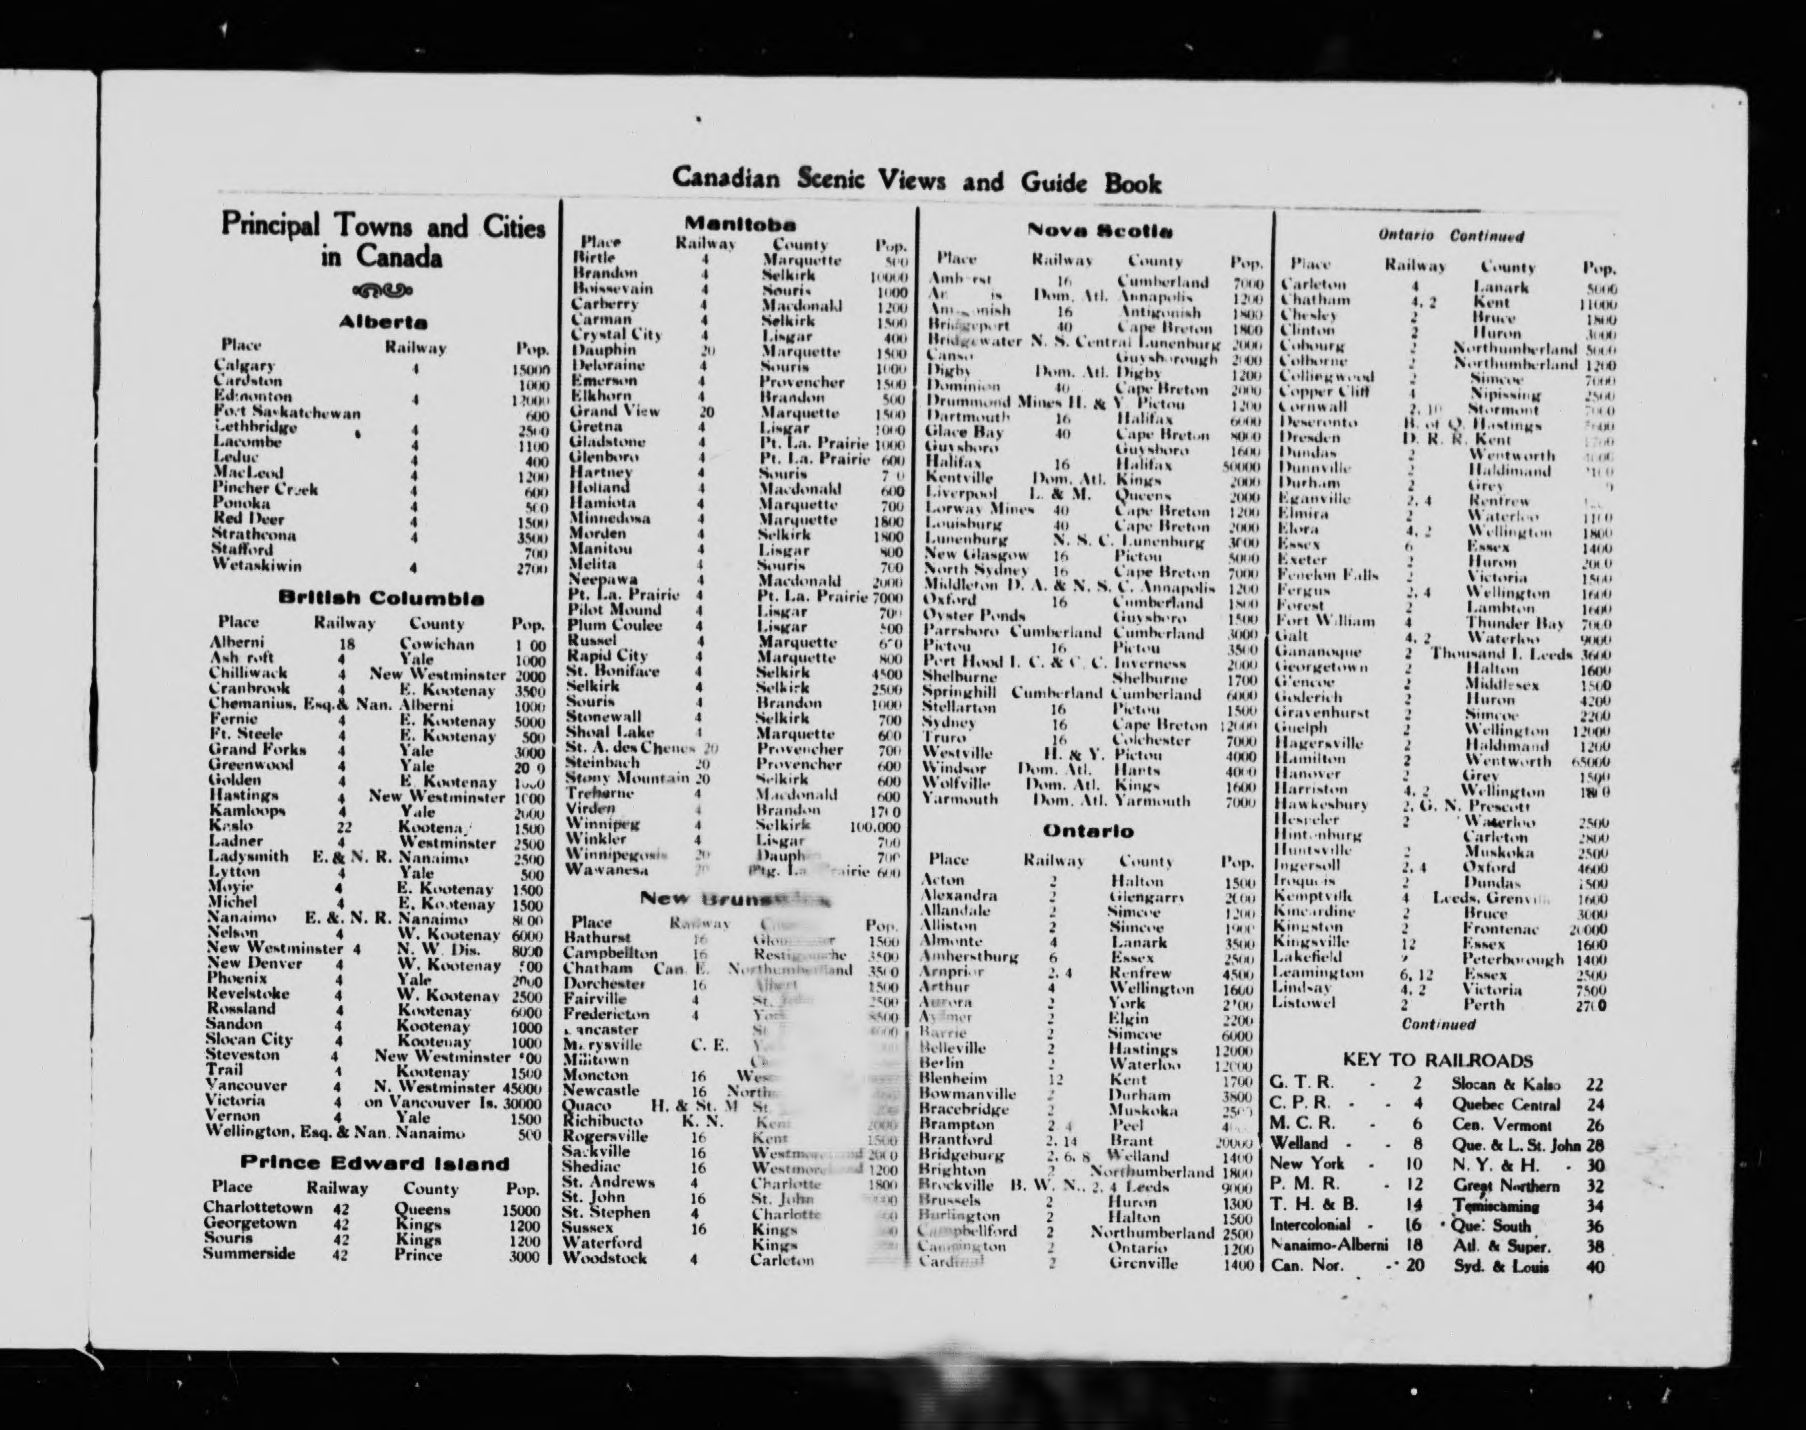 Canadian Scenic Views and Guide Book
Principal Towns and Cities
in Canada
Alberta
Place Railway Pop.
Calgary 4 15000
Cardston 1000
Edmonton 4 12000
Fort Saskatchewan 600
Lethbridge 4 2500
Lacombe 4 1100
Leduc 4 400
MacLeod 4 1200
Pincher Creek 4 600
Ponoka 4 500
Red Deer 4 1500
Strathcona 4 3500
Stafford 700
Wetaskiwin 4 2700
British Columbia
Place Railway County Pop.
Alberni 18 Cowichan
Ash roft 4 Yale 1000
Chilliwack 4 New Westminster 2000
Cranbrook 4 E. Kootenay 3500
Chemanius, Esq. & Nan. Alberni 1000
Fernie 4 E. Kootenay 5000
Ft. Steele 4 E. Kootenay 500
Grand Forks 4 Yale 3000
Greenwood 4 Yale
Golden 4 E Kootenay
Hastings 4 New Westminster 1000
Kamloops 4 Yale 2000
Kaslo 22 Kootenay 1500
Ladner 4 Westminster 2500
Ladysmith E. & N. R. Nanaimo 2500
Lytton 4 Yale 500
Moyie 4 E. Kootenay 1500
Michel 4 E. Kootenay 1500
Nanaimo E. &. N. R. Nanaimo 8000
Nelson 4 W. Kootenay 6000
New Westminster 4 N. W. Dis. 8000
New Denver 4 W. Kootenay
Phoenix 4 Yale 2000
Revelstoke 4 W. Kootenay 2500
Rossland 4 Kootenay 6000
Sandon 4 Kootenay 1000
Slocan City 4 Kootenay 1000
Steveston 4 New Westminster
Trail 4 Kootenay 1500
Vancouver 4 N. Westminster 45000
Victoria 4 on Vancouver Is. 30000
Vernon 4 Yale 1500
Wellington, Esq. & Nan. Nanaimo 500
Prince Edward Island
Place Railway County Pop.
Charlottetown 42 Queens 15000
Georgetown 42 Kings 1200
Souris 42 Kings 1200
Summerside 42 Prince 3000
Manitoba
Place Railway County Pop.
Birtle 4 Marquette 500
Brandon 4 Selkirk 10000
Boissevain 4 Souris 1000
Carberry 4 Macdonald 1200
Carman 4 Selkirk 1500
Crystal City 4 Lisgar 400
Dauphin 20 Marquette 1500
Deloraine 4 Souris 1000
Emerson 4 Provencher 1500
Elkhorn 4 Brandon 500
Grand View 20 Marquette 1500
Gretna 4 Lisgar 1000
Gladstone 4 Pt. La. Prairie 1000
Glenboro 4 Pt. La. Prairie 600
Hartney 4 Souris
Holland 4 Macdonald 600
Hamiota 4 Marquette 700
Minnedosa 4 Marquette 1800
Morden 4 Selkirk 1800
Manitou 4 Lisgar 800
Melita 4 Souris 700
Neepawa 4 Macdonald 2000
Pt. La. Prairie 4 Pt. La. Prairie 7000
Pilot Mound 4 Lisgar 700
Plum Coulee 4 Lisgar 500
Russel 4 Marquette
Rapid City 4 Marquette 800
St. Boniface 4 Selkirk 4500
Selkirk 4 Selkirk 2500
Souris 4 Brandon 1000
Stonewall 4 Selkirk 700
Shoal Lake 4 Marquette 600
St. A. des Chenes 20 Provencher 700
Steinbach 20 Provencher 600
Stony Mountain 20 Selkirk 600
Treherne 4 Macdonald 600
Virden 4 Brandon 1700
Winnipeg 4 Selkirk 100,000
Winkler 4 Lisgar 700
Winnipegosis 20 700
Wawanesa 20 600
New
Place Railway Pop.
Bathurst 16 1500
Campbellton 16 3500
Chatham Can. E. Northumberland 3500
Dorchester 16 Albert 1500
Fairville 4 St. John 2500
Fredericton 4 York 8500
St
Marysville C. E.
Milltown
Moncton 16
Newcastle 16
Quaco H. & St. M St.
Richibucto K. N. Kent 2000
Rogersville 16 Kent 1500
Sackville 16 Westmoreland 2000
Shediac 16 Westmoreland 1200
St. Andrews 4 Charlotte 1800
St. John 16 St. John
St. Stephen 4 Charlotte
Sussex 16 Kings
Waterford Kings
Woodstock 4 Carleton
Nova Scotia
Place Railway County Pop.
Amherst 16 Cumberland 7000
Dom. Atl. Annapolis 1200
16 Antigonish 1800
Bridgeport 40 Cape Breton 1800
Bridgewater N. S. Central Lunenburg 2000
Canso Guysborough 2000
Digby Dom. Atl. Digby 1200
Dominion 40 Cape Breton 2000
Drummond Mines H. & Y Pictou 1200
Dartmouth 16 Halifax 6000
Glace Bay 40 Cape Breton 8000
Guysboro Guysboro 1600
Halifax 16 Halifax 50000
Kentville Dom. Atl. Kings 2000
Liverpool L. & M. Queens 2000
Lorway Mines 40 Cape Breton 1200
Louisburg 40 Cape Breton 2000
Lunenburg N. S. C. Lunenburg 3000
New Glasgow 16 Pictou 5000
North Sydney 16 Cape Breton 7000
Middleton D. A. & N. S. C. Annapolis 1200
Oxford 16 Cumberland 1800
Oyster Ponds Guysboro 1500
Parrsboro Cumberland Cumberland 3000
Pictou 16 Pictou 3500
Port Hood I. C. & C. C. Inverness 2000
Shelburne Shelburne 1700
Springhill Cumberland Cumberland 6000
Stellarton 16 Pictou 1500
Sydney 16 Cape Breton 12000
Truro 16 Colchester 7000
Westville H. & Y. Pictou 4000
Windsor Dom. Atl. Hants 4000
Wolfville Dom. Atl. Kings 1600
Yarmouth Dom. Atl. Yarmouth 7000
Ontario
Place Railway County Pop.
Acton 2 Halton 1500
Alexandra 2 Glengarry 2000
Allandale 2 Simcoe 1200
Alliston 2 Simcoe 1900
Almonte 4 Lanark 3500
Amherstburg 6 Essex 2500
Arnprior 2, 4 Renfrew 4500
Arthur 4 Wellington 1600
Aurora 2 York
Aylmer 2 Elgin 2200
Barrie 2 Simcoe 6000
Belleville 2 Hastings 12000
Berlin 2 Waterloo 12000
Blenheim 12 Kent 1700
Bowmanville 2 Durham 3800
Bracebridge 2 Muskoka 2500
Brampton 2 4 Peel
Brantford 2, 14 Brant 20000
Bridgeburg 2, 6, 8 Welland 1400
Brighton 2 Northumberland 1800
Brockville B. W. N., 2, 4 Leeds 9000
Brussels 2 Huron 1300
Burlington 2 Halton 1500
Campbellford 2 Northumberland 2500
Cannington 2 Ontario 1200
Cardinal 2 Grenville 1400
Ontario Continued
Place Railway County Pop.
Carleton 4 Lanark 5000
Chatham 4, 2 Kent 11000
Chesley 2 Bruce 1800
Clinton 2 Huron 3000
Cobourg 2 Northumberland 5000
Colborne 2 Northumberland 1200
Collingwood 2 Simcoe 7000
Copper Cliff 4 Nipissing 2500
Cornwall 2, 10 Stormont 7000
Deseronto B. of Q. Hastings
Dresden D. R. R. Kent
Dundas 2 Wentworth
Dunnville 2 Haldimand
Durham 2 Grey
Eganville 2, 4 Renfrew
Elmira 2 Waterloo 1100
Elora 4, 2 Wellington 1800
Essex 6 Essex 1400
Exeter 2 Huron 2000
Fenelon Falls 2 Victoria 1500
Fergus 2, 4 Wellington 1600
Forest 2 Lambton 1600
Fort William 4 Thunder Bay 7000
Galt 4, 2 Waterloo 9000
Gananoque 2 Thousand I. Leeds 3600
Georgetown 2 Halton 1600
Glencoe 2 Middlesex 1500
Goderich 2 Huron 4200
Gravenhurst 2 Simcoe 2200
Guelph 2 Wellington 12000
Hagersville 2 Haldimand 1200
Hamilton 2 Wentworth 65000
Hanover 2 Grey 1500
Harriston 4, 2 Wellington 1800
Hawkesbury 2, G. N. Prescott
Hespeler 2 Waterloo 2500
Hintonburg Carleton 2800
Huntsville 2 Muskoka 2500
Ingersoll 2, 4 Oxford 4600
Iroquois 2 Dundas 1500
Kemptville 4 Leeds, Grenville 1600
Kincardine 2 Bruce 3000
Kingston 2 Frontenac 20000
Kingsville 12 Essex 1600
Lakefield Peterborough 1400
Leamington 6, 12 Essex 2500
Lindsay 4, 2 Victoria 7500
Listowel 2 Perth 2700
Continued
KEY TO RAILROADS
G. T. R. - 2 Slocan & Kalso 22
C. P. R. - - 4 Quebec Central 24
M. C. R. - 6 Cen. Vermont 26
Welland - - 8 Que. & L. St. John 28
New York - 10 N. Y. & H. - 30
P. M. R. - 12 Great Northern 32
T. H. & B. 14 Temiscaming 34
Intercolonial - 16 Que. South 36
Nanaimo-Alberni 18 Atl. & Super. 38
Can. Nor. - 20 Syd. & Louis 40